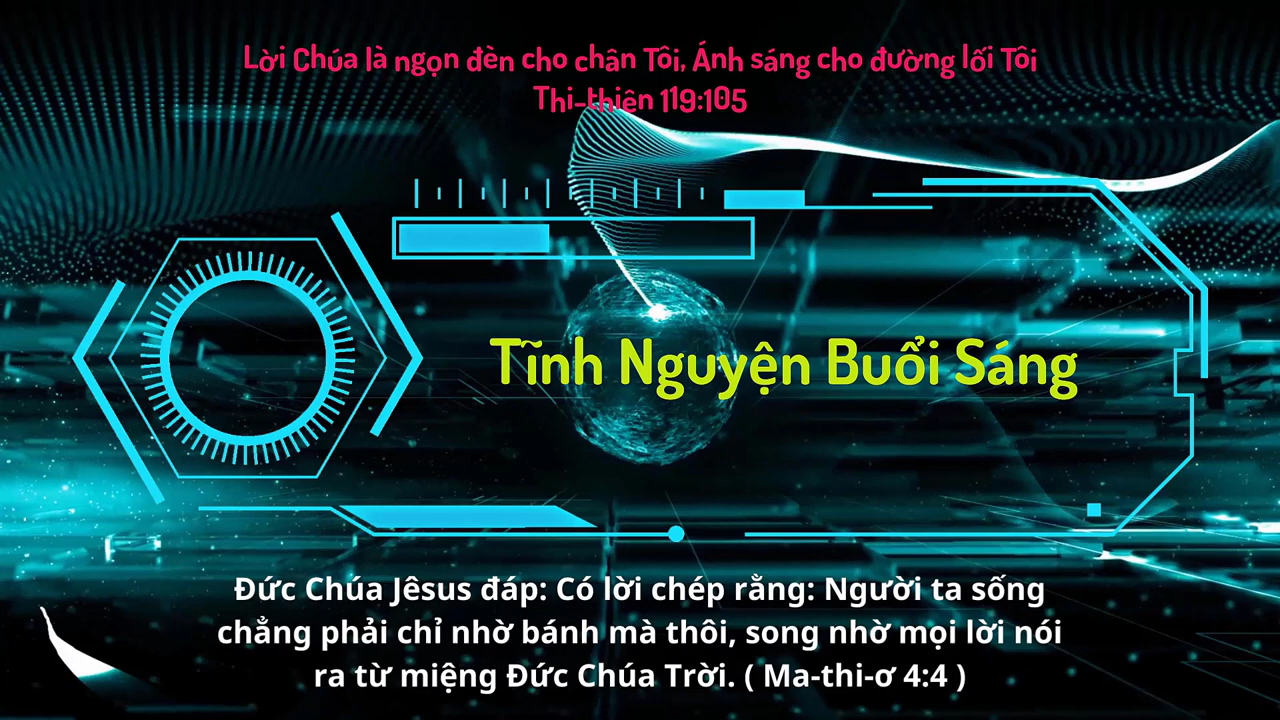 Lời Chúa là ngọn đèn cho chân Tôi, Ánh sáng cho đường lối Tôi
Thi-thiên 119:105
Tĩnh Nguyện Buổi Sáng
Đức Chúa Jêsus đáp: Có lời chép rằng: Người ta sống
chẳng phải chỉ nhờ bánh mà thôi, song nhờ mọi lời nói
ra từ miệng Đức Chúa Trời. ( Ma-thi-ơ 4:4 )